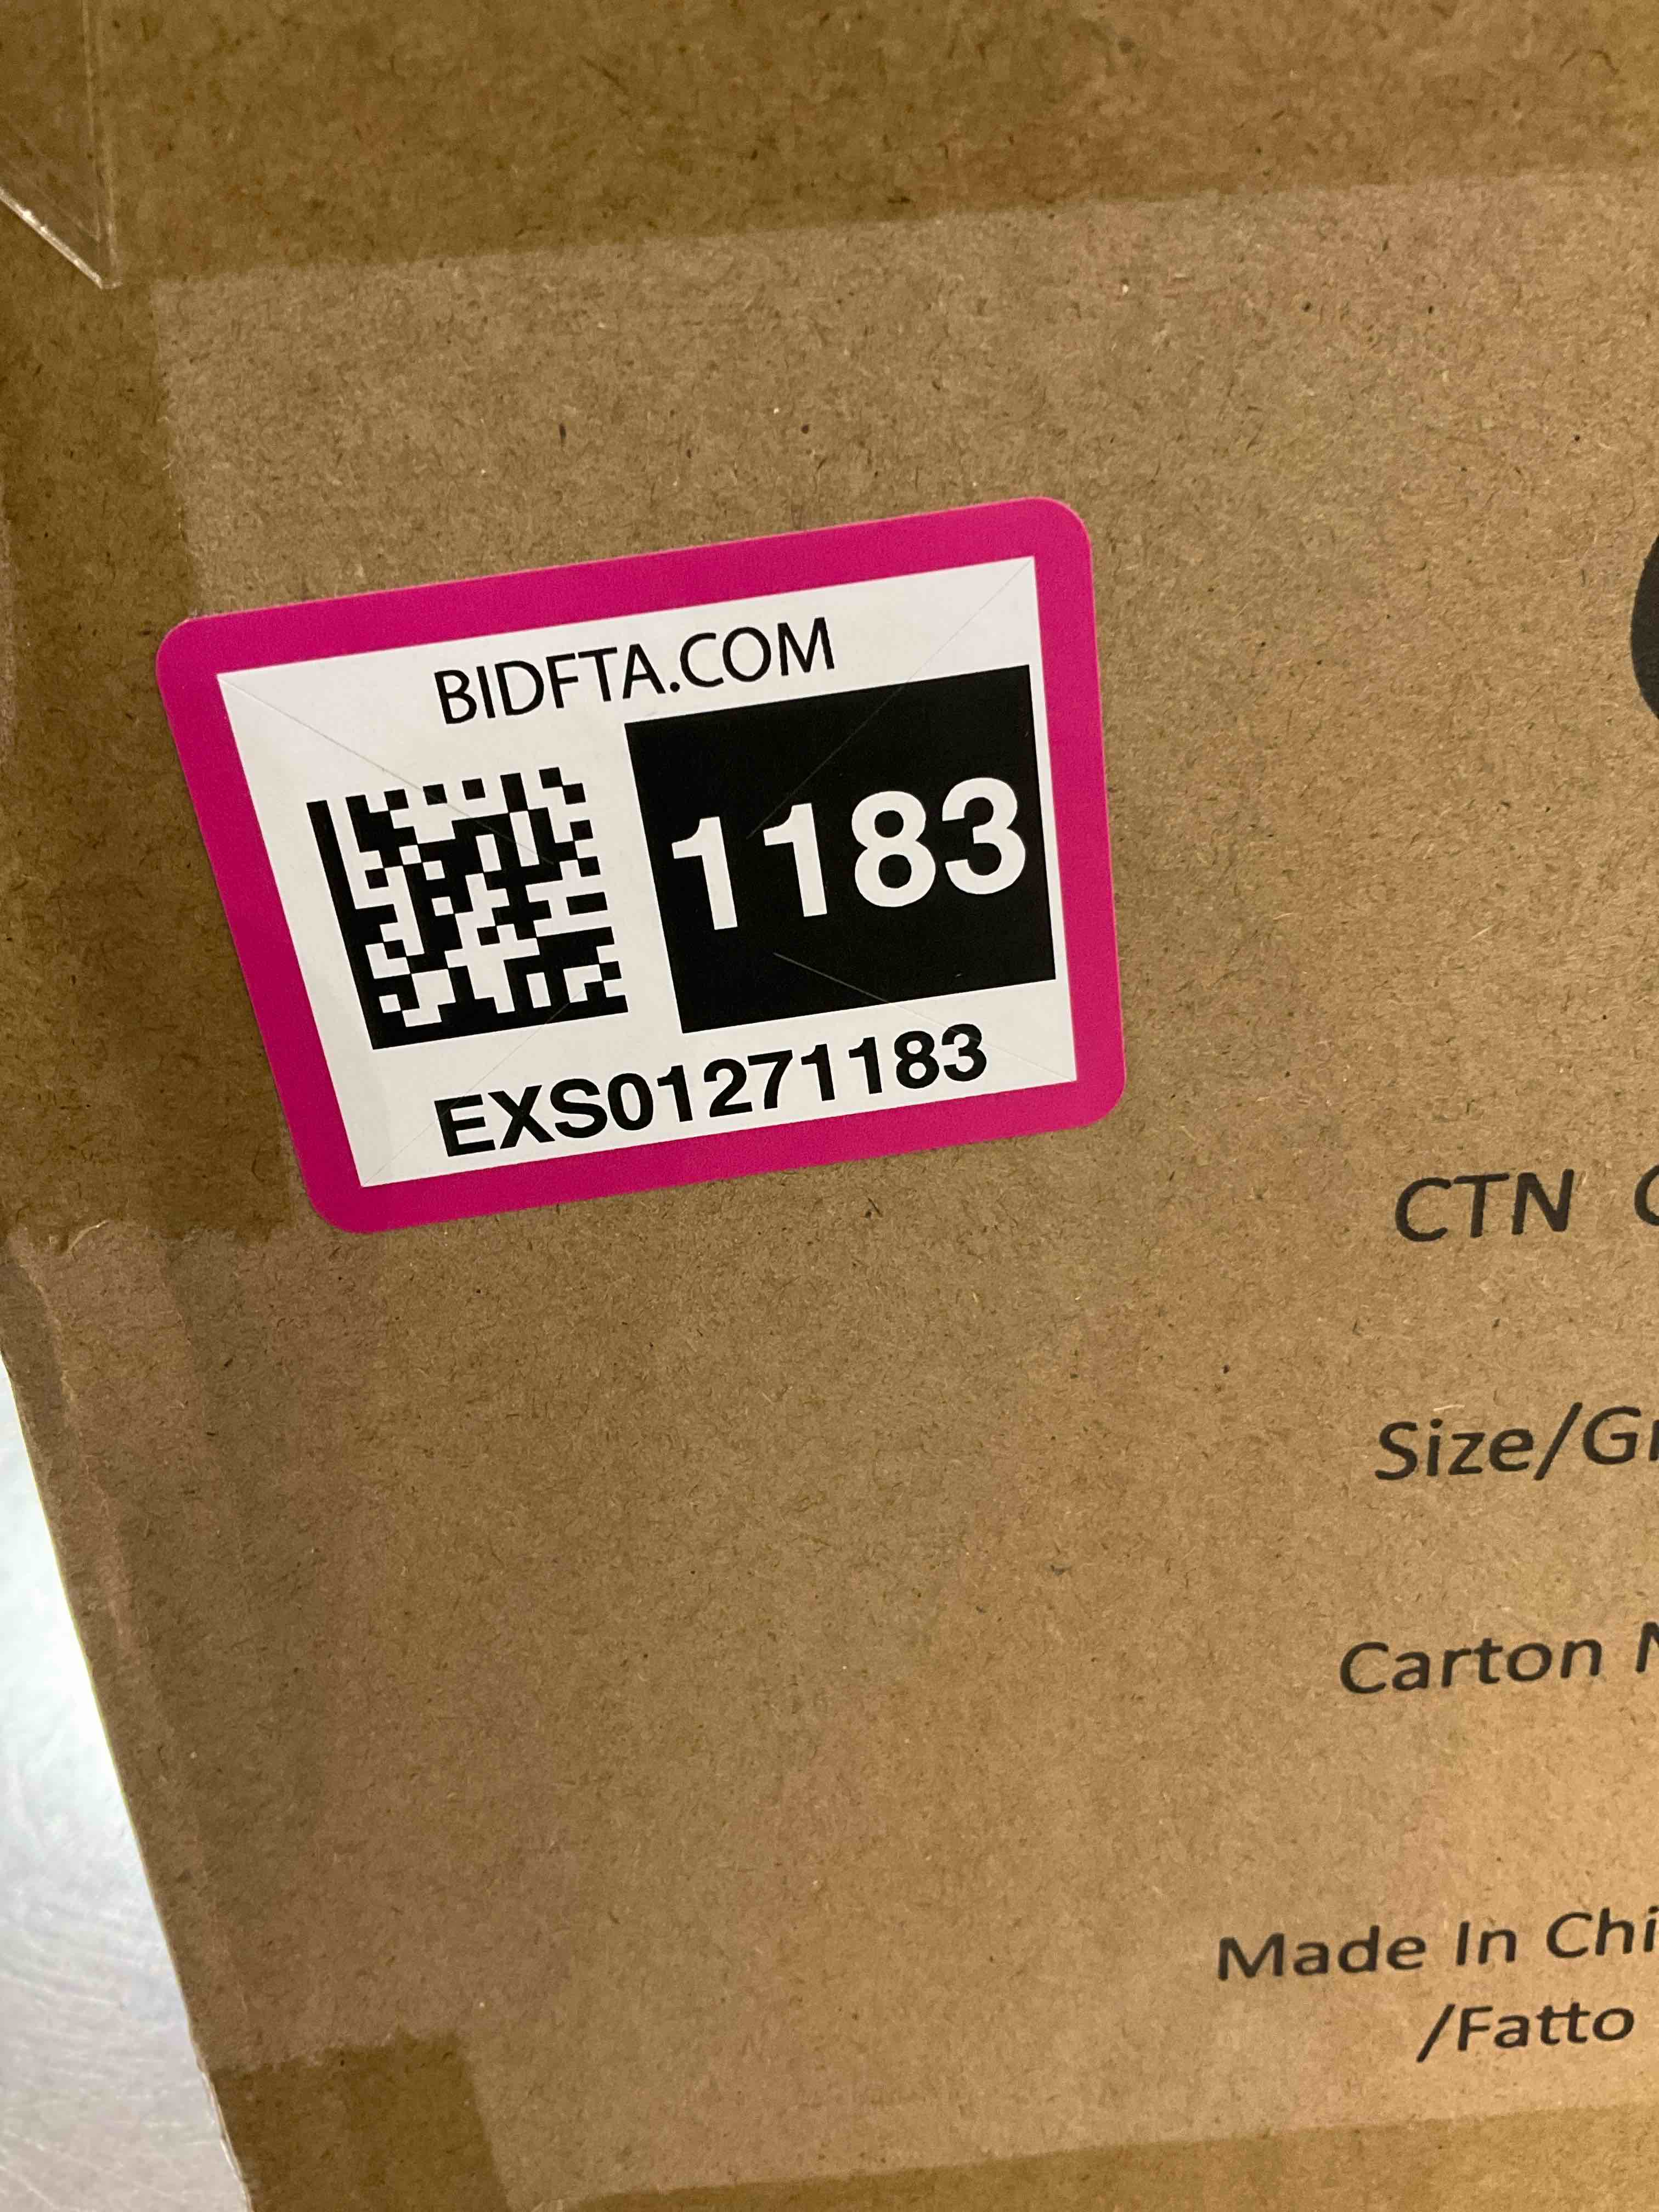 BIDFTA.COM
1183
EXS01271183
CTN
Size/Gr
Carton
Made In Chi
/Fatto